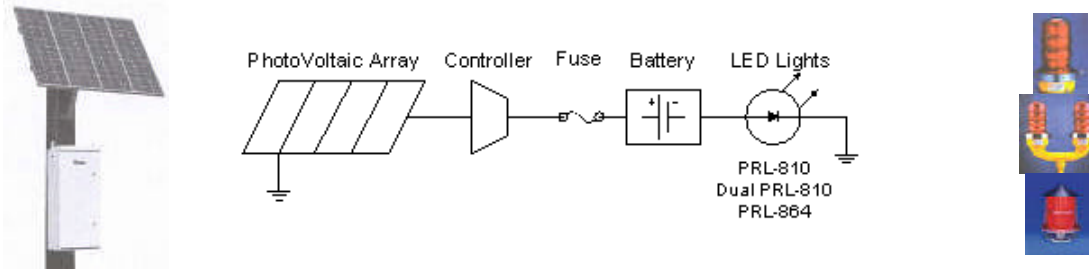 PhotoVoltaic Array Controller Fuse Battery LED Lights
+ -
PRL-810
Dual PRL-810
PRL-864